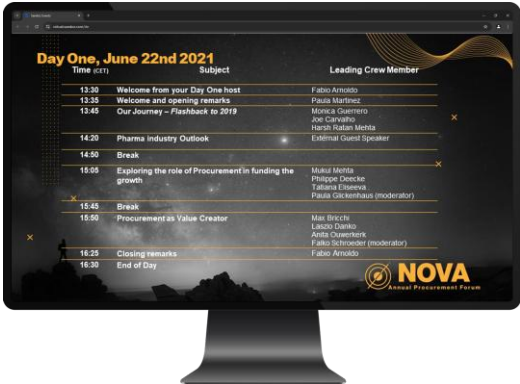 Day One, June 22nd 2021
Time (CET) Subject Leading Crew Member
13:30 Welcome from your Day One host Fabio Arnoldo
13:35 Welcome and opening remarks Paula Martinez
13:45 Our Journey – Flashback to 2019 Monica Guerrero
Joe Carvalho
Harsh Ratan Mehta
14:20 Pharma industry Outlook External Guest Speaker
14:50 Break
15:05 Exploring the role of Procurement in funding the Mukul Mehta
growth Philippe Deecke
Tatiana Eliseeva
Paula Glickenhaus (moderator)
15:45 Break
15:50 Procurement as Value Creator Mae Bricchi
Laszlo Danko
Anita Ouwerkerk
Falko Schroeder (moderator)
16:25 Closing remarks Fabio Arnoldo
16:30 End of Day
NOVA
Annual Procurement Forum